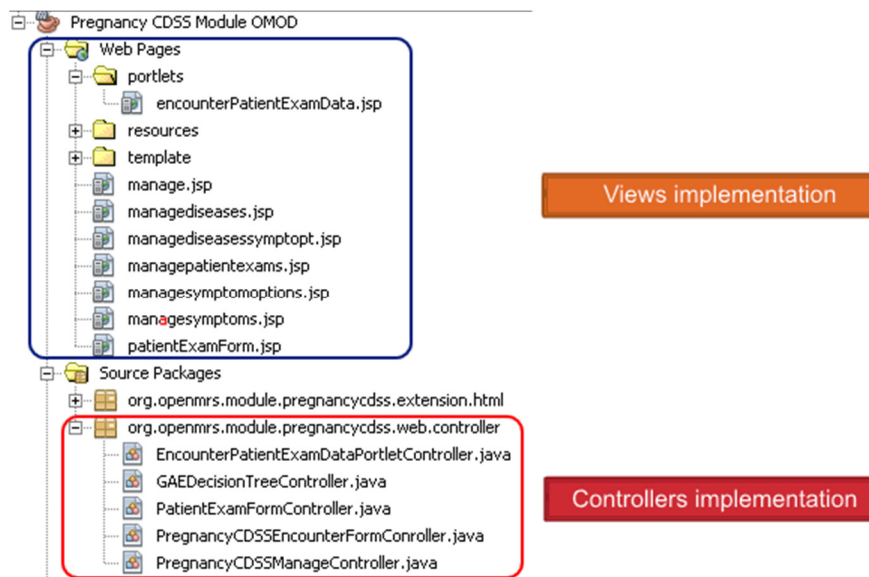 Pregnancy CDSS Module OMOD
Web Pages
portlets
encounterPatientExamData.jsp
resources
template
manage.jsp
managediseases.jsp
managediseasessymptopt.jsp
managepatientexams.jsp
managesymptomoptions.jsp
managesymptoms.jsp
patientExamForm.jsp
Views implementation
Source Packages
org.openmrs.module.pregnancycdss.extension.html
org.openmrs.module.pregnancycdss.web.controller
EncounterPatientExamDataPortletController.java
GAEDecisionTreeController.java
PatientExamFormController.java
PregnancyCDSSEncounterFormConroller.java
PregnancyCDSSManageController.java
Controllers implementation